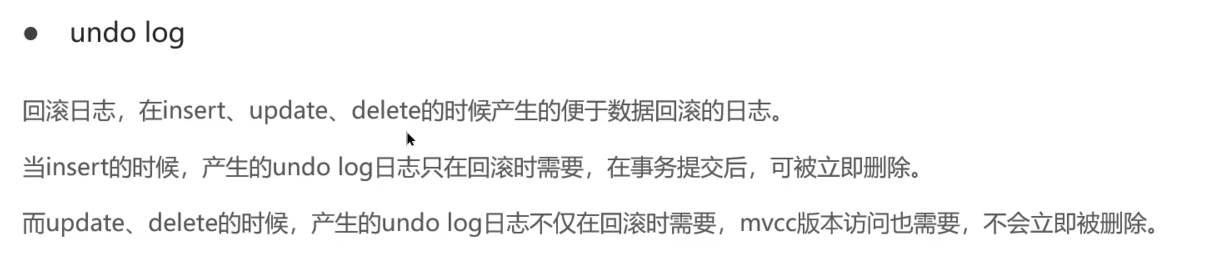 ● undo log
回滚日志，在insert、update、delete的时候产生的便于数据回滚的日志。
当insert的时候，产生的undo log日志只在回滚时需要，在事务提交后，可被立即删除。
而update、delete的时候，产生的undo log日志不仅在回滚时需要，mvcc版本访问也需要，不会立即被删除。